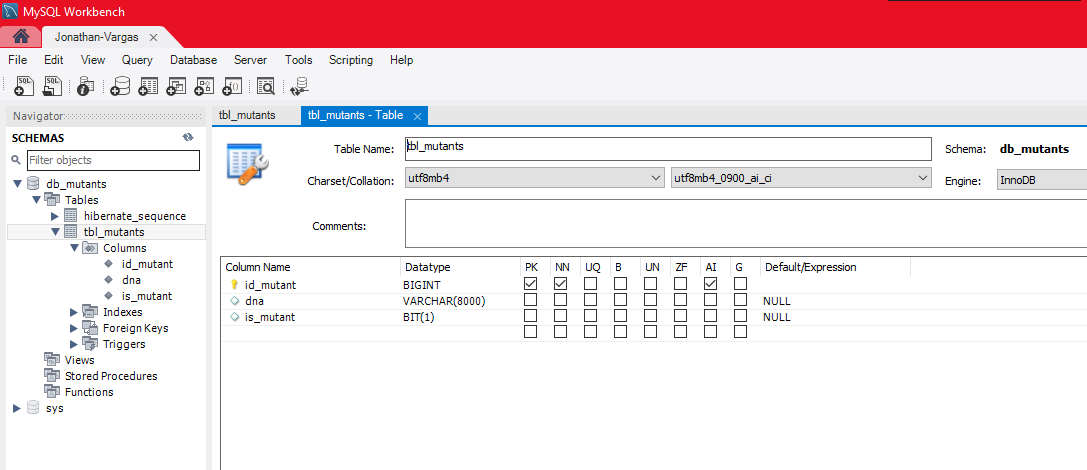 MySQL Workbench
Jonathan-Vargas
File Edit View Query Database Server Tools Scripting Help
Navigator
SCHEMAS
Filter objects
db_mutants
Tables
hibernate_sequence
tbl_mutants
Columns
id_mutant
dna
is_mutant
Indexes
Foreign Keys
Triggers
Views
Stored Procedures
Functions
sys
tbl_mutants
tbl_mutants - Table
Table Name: tbl_mutants Schema: db_mutants
Charset/Collation: utf8mb4 utf8mb4_0900_ai_ci Engine: InnoDB
Comments:
Column Name Datatype PK NN UQ B UN ZF AI G Default/Expression
id_mutant BIGINT
dna VARCHAR(8000) NULL
is_mutant BIT(1) NULL